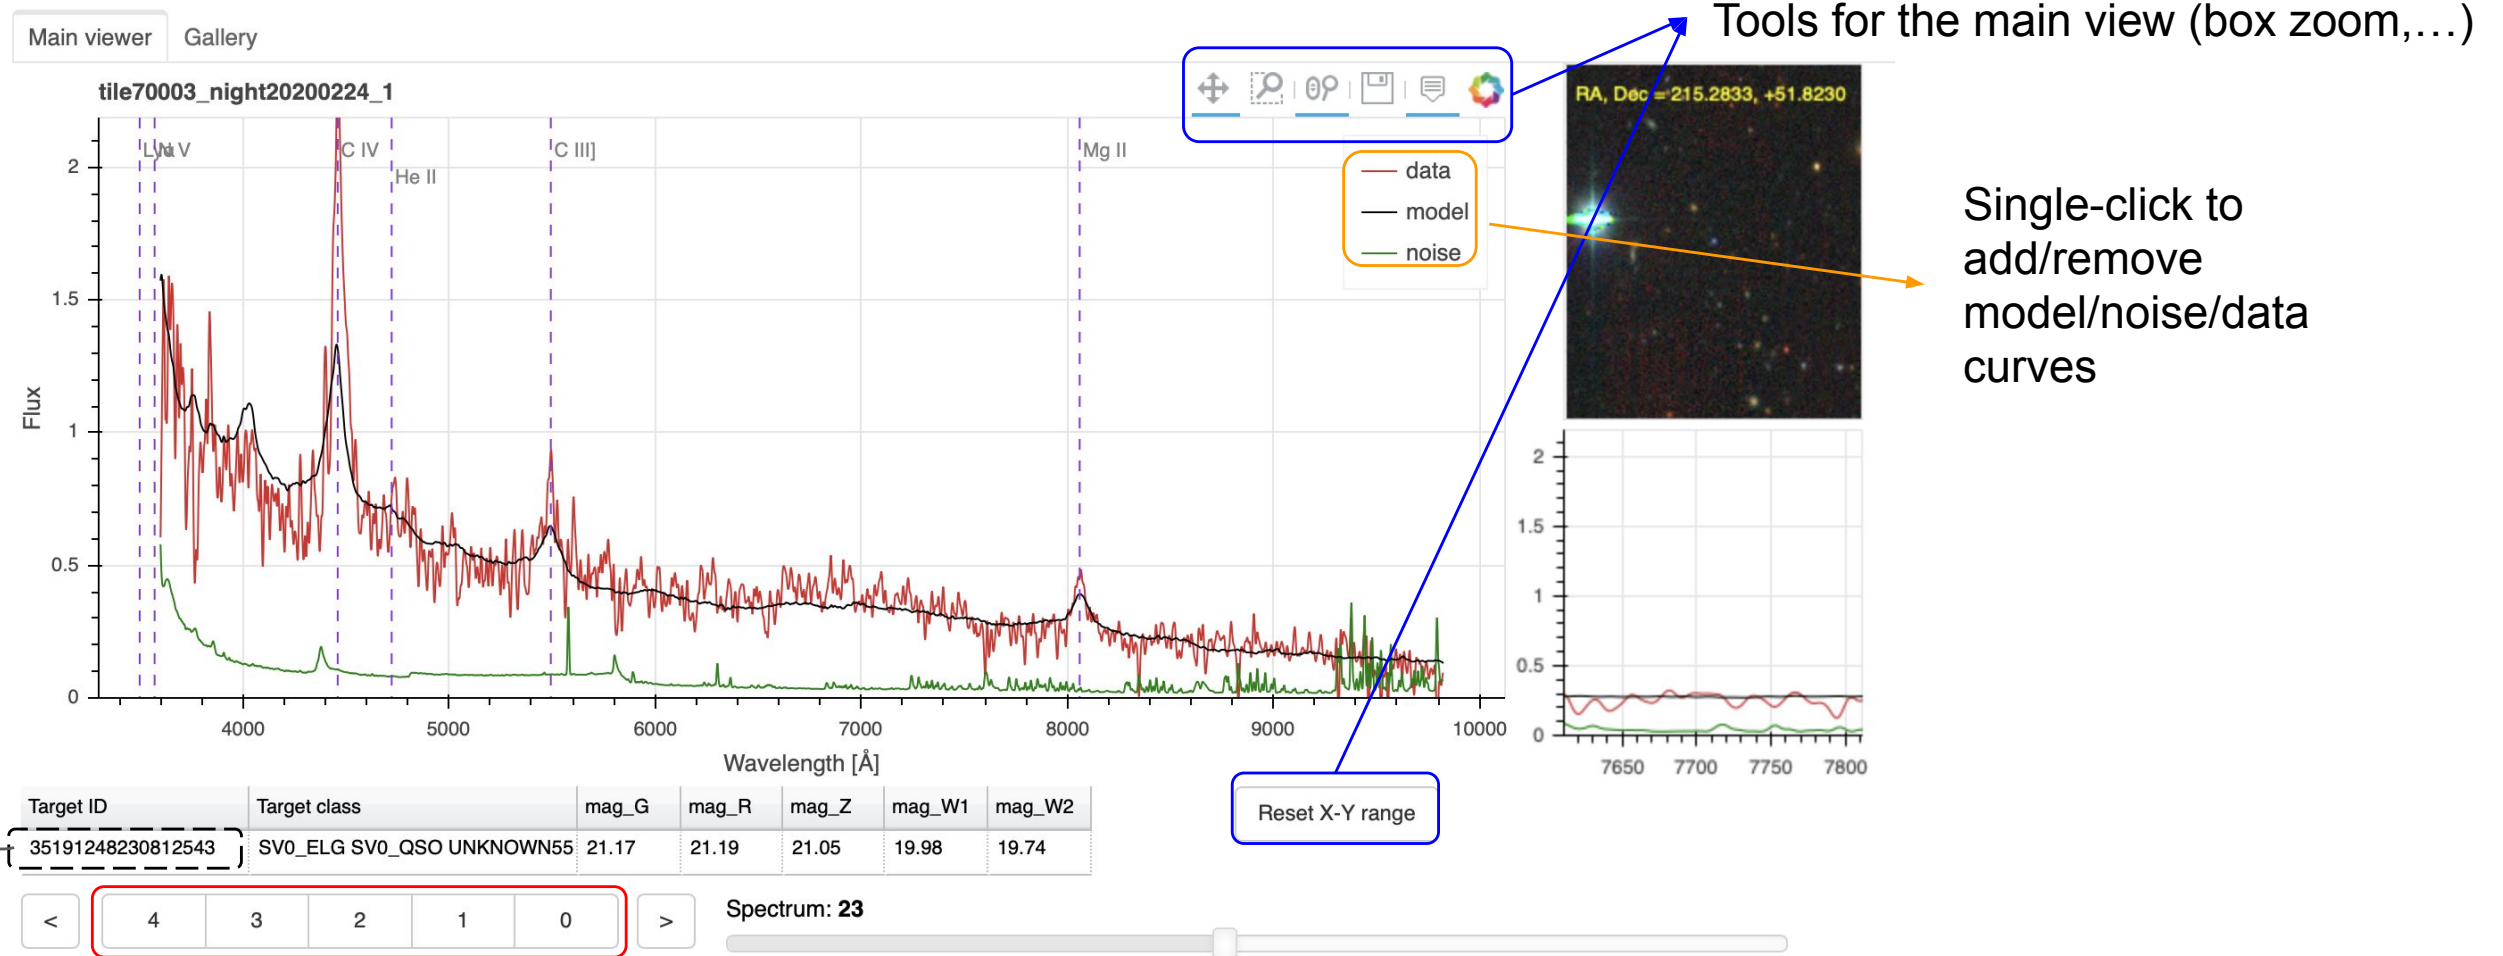 Main viewer Gallery
Tools for the main view (box zoom,…)
tile70003_night20200224_1
RA, Dec = 215.2833, +51.8230
Lyα N V C IV He II C III] Mg II
data
model
noise
Single-click to
add/remove
model/noise/data
curves
Flux
2
1.5
1
0.5
0
4000 5000 6000 7000 8000 9000 10000
Wavelength [Å]
2
1.5
1
0.5
0
7650 7700 7750 7800
Target ID Target class mag_G mag_R mag_Z mag_W1 mag_W2
35191248230812543 SV0_ELG SV0_QSO UNKNOWN55 21.17 21.19 21.05 19.98 19.74
Reset X-Y range
< 4 3 2 1 0 >
Spectrum: 23